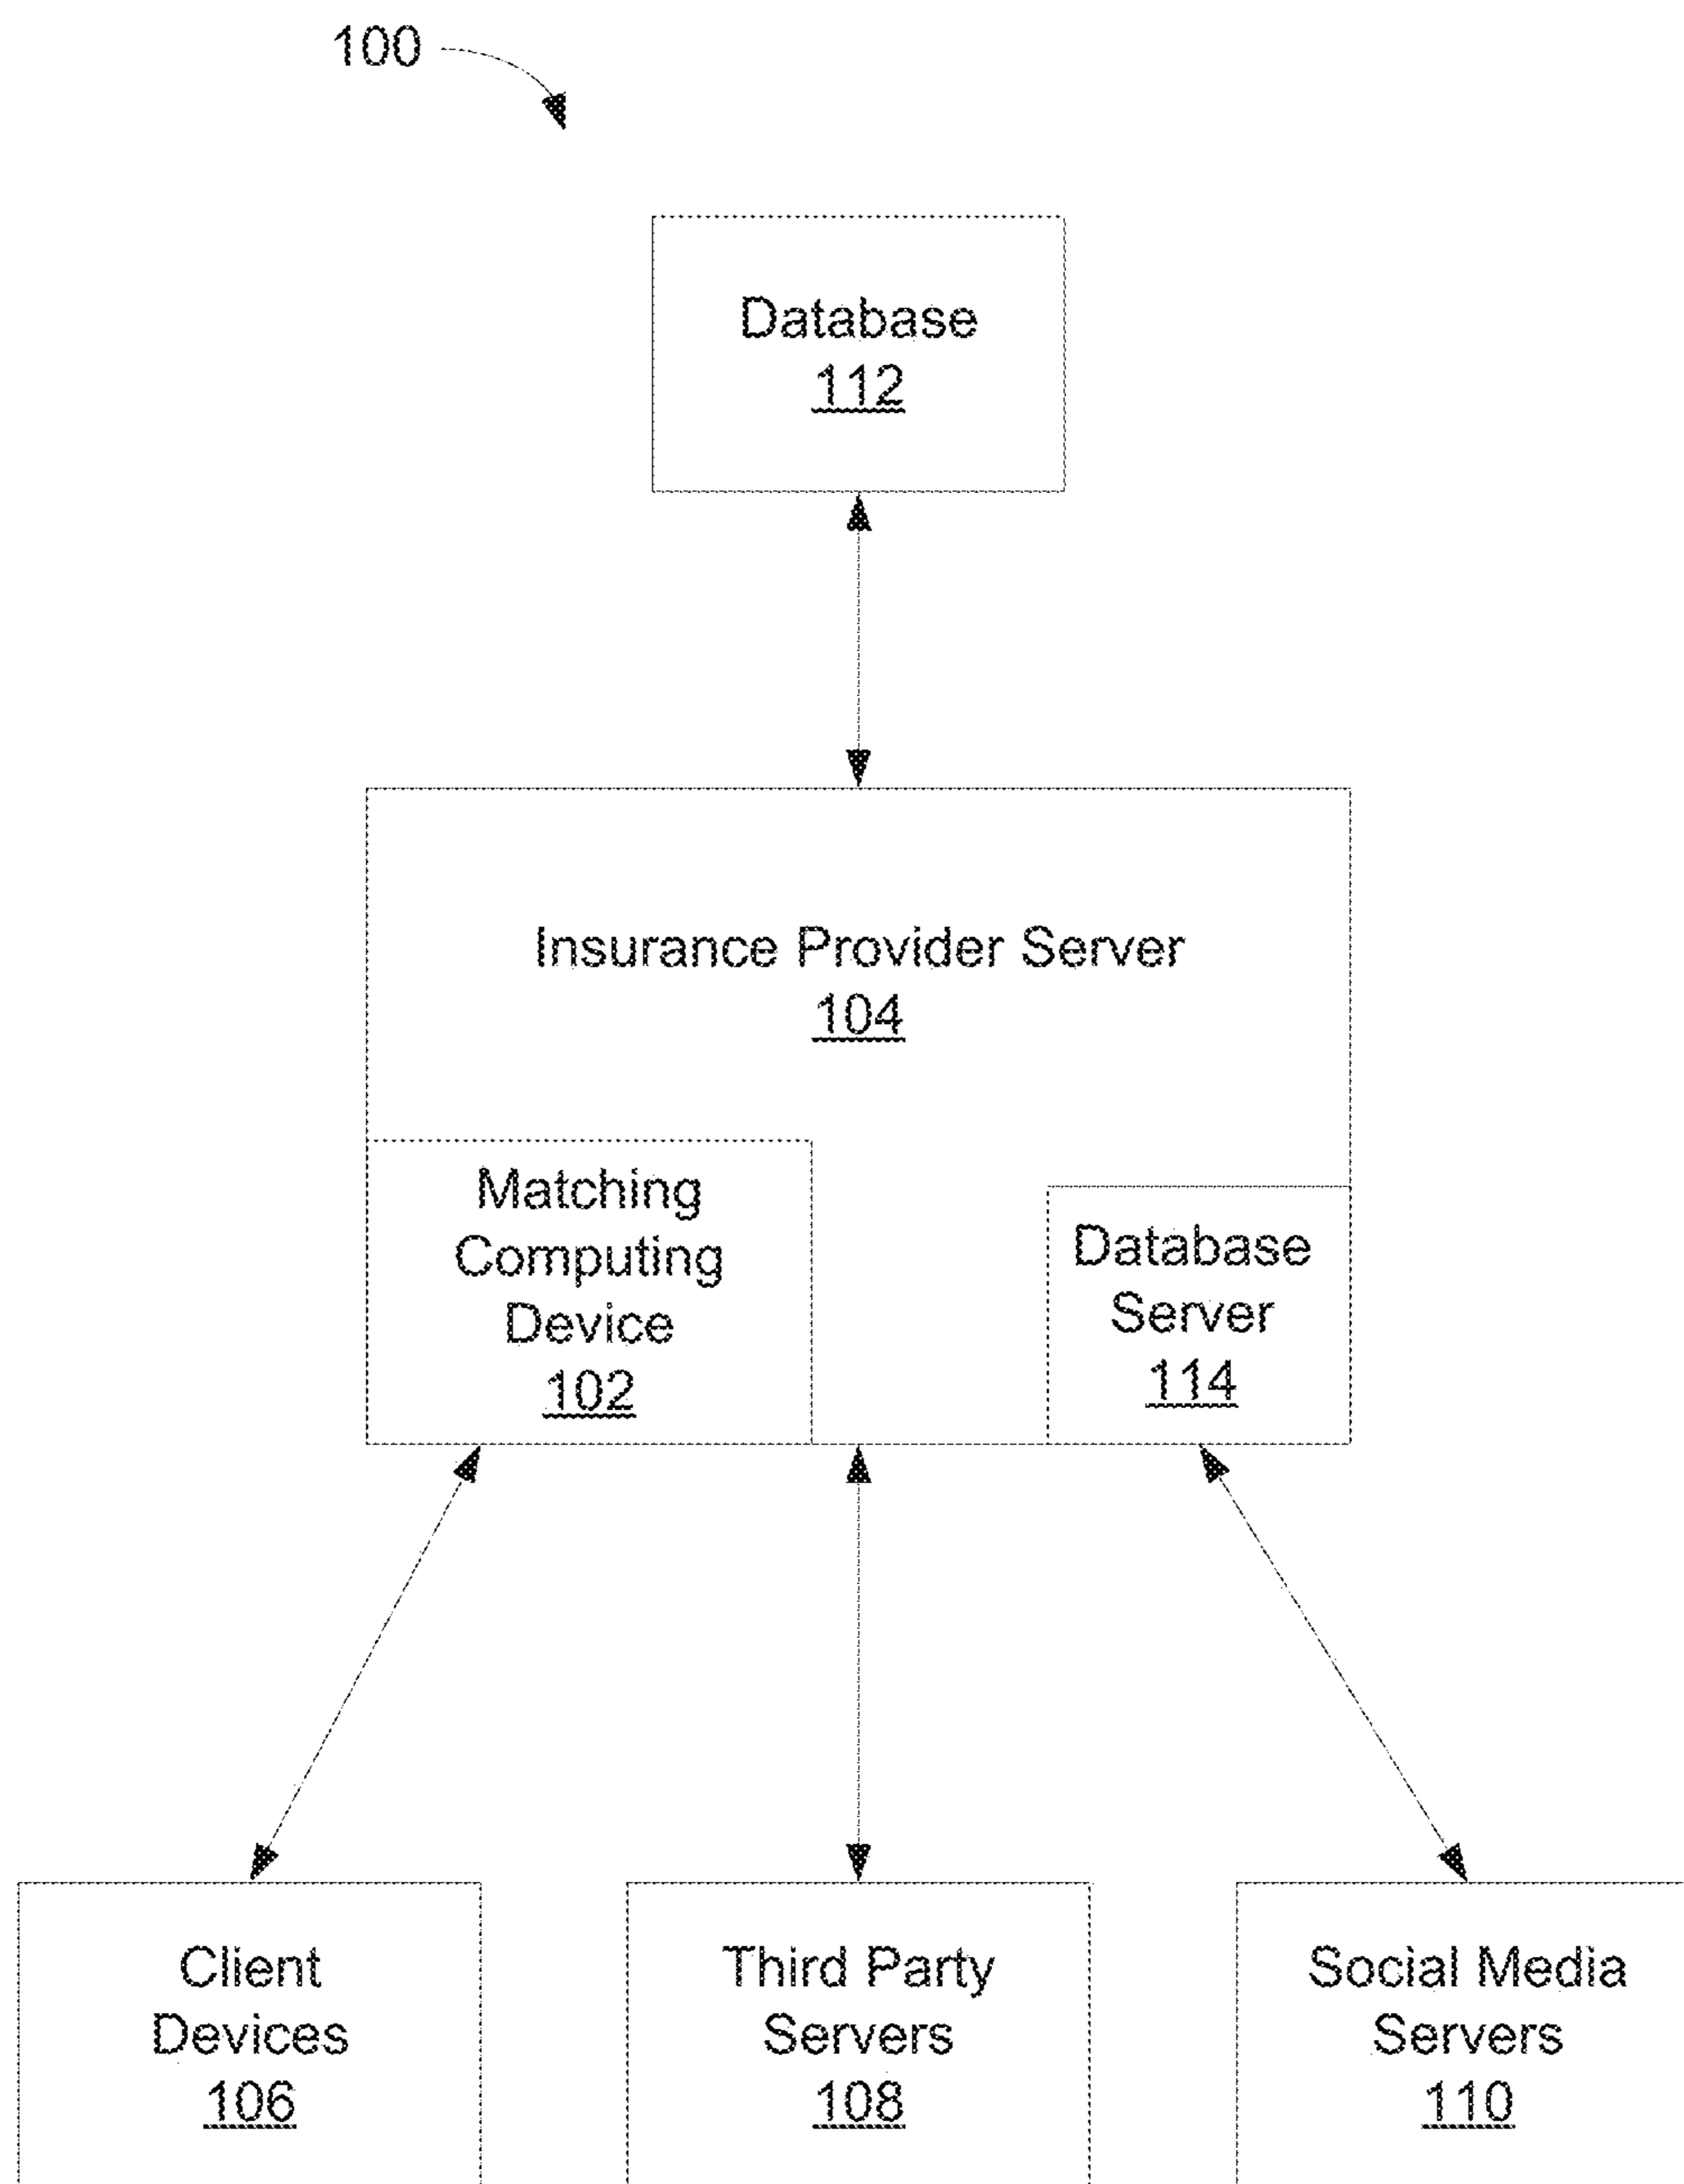 100
Database
112
Insurance Provider Server
104
Matching
Computing
Device
102
Database
Server
114
Client
Devices
106
Third Party
Servers
108
Social Media
Servers
110